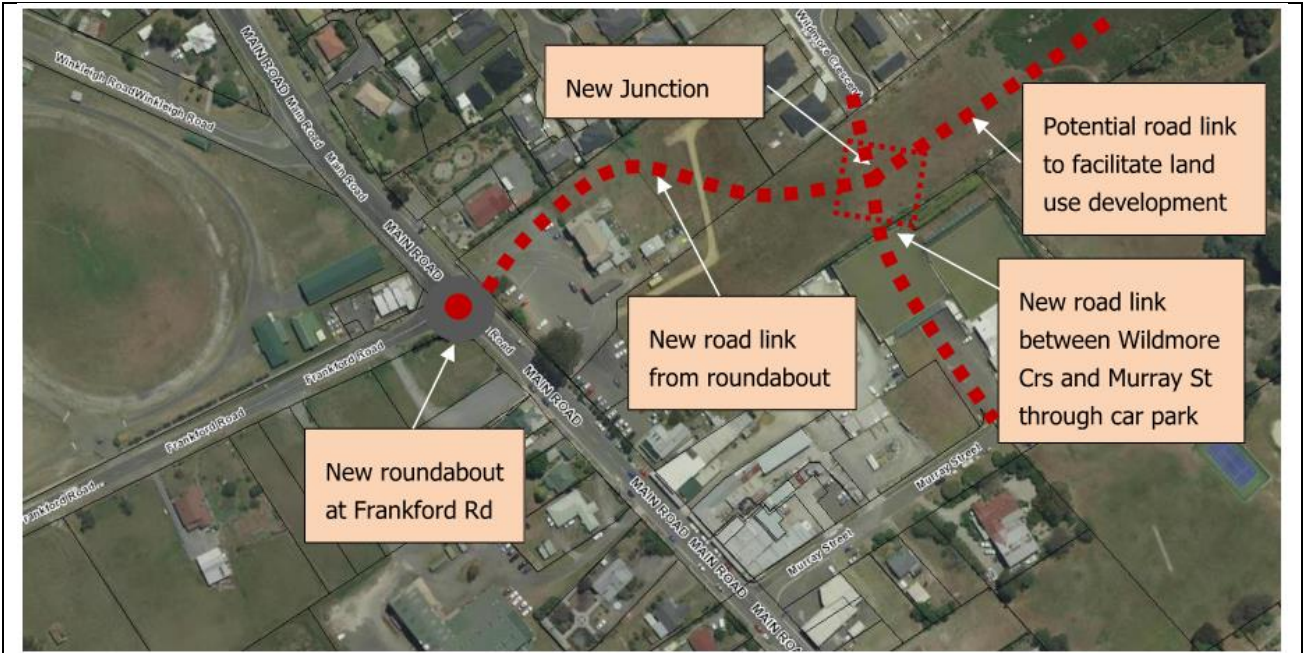 Wildmore Crescent
MAIN ROAD
Main Road
Main Road
MAIN ROAD
Winkleigh Road
Winkleigh Road
New Junction
Potential road link
to facilitate land
use development
New road link
from roundabout
New road link
between Wildmore
Crs and Murray St
through car park
New roundabout
at Frankford Rd
Frankford Road
Frankford Road
Road
MAIN ROAD
MAIN ROAD
MAIN ROAD
MAIN ROAD
Murray Street
Murray Street